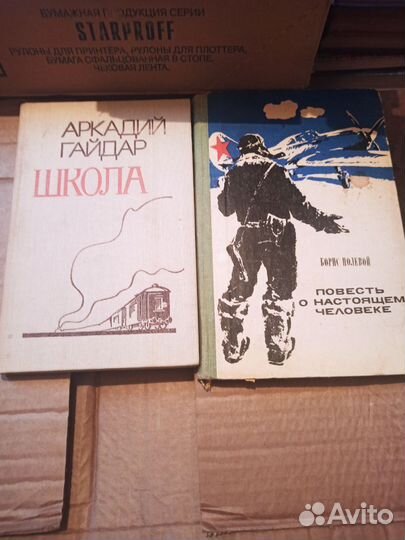 БУМАЖНАЯ ПРОДУКЦИЯ СЕРИИ
STARPROFF
РУЛОНЫ ДЛЯ ПРИНТЕРА, РУЛОНЫ ДЛЯ ПЛОТТЕРА,
БУМАГА СФАЛЬЦОВАННАЯ В СТОПЕ,
ЧЕКОВАЯ ЛЕНТА.
АРКАДИЙ
ГАЙДАР
ШКОЛА
БОРИС ПОЛЕВОЙ
ПОВЕСТЬ
О НАСТОЯЩЕМ
ЧЕЛОВЕКЕ
Avito